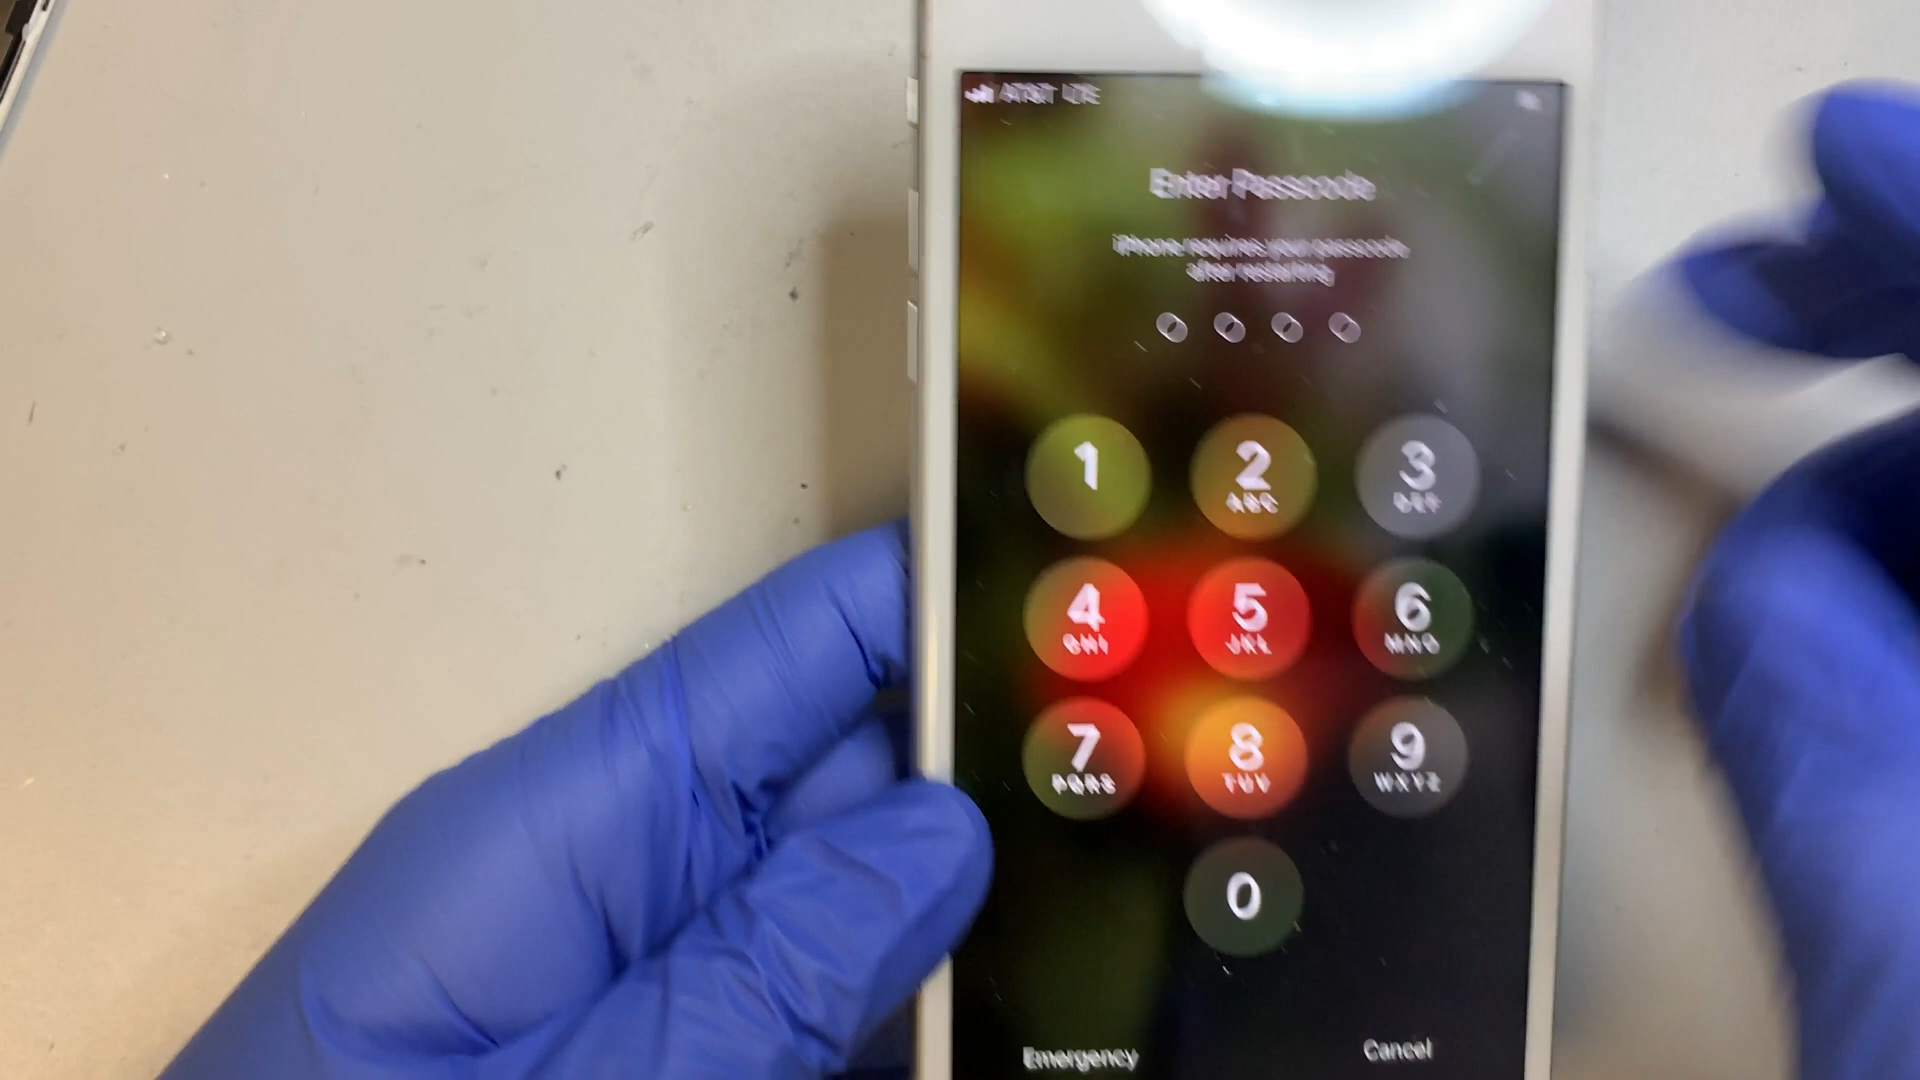 AT&T LTE
Enter Passcode
iPhone requires your passcode
after restarting
1
2
ABC
3
DEF
4
GHI
5
JKL
6
MNO
7
PQRS
8
TUV
9
WXYZ
0
Emergency
Cancel